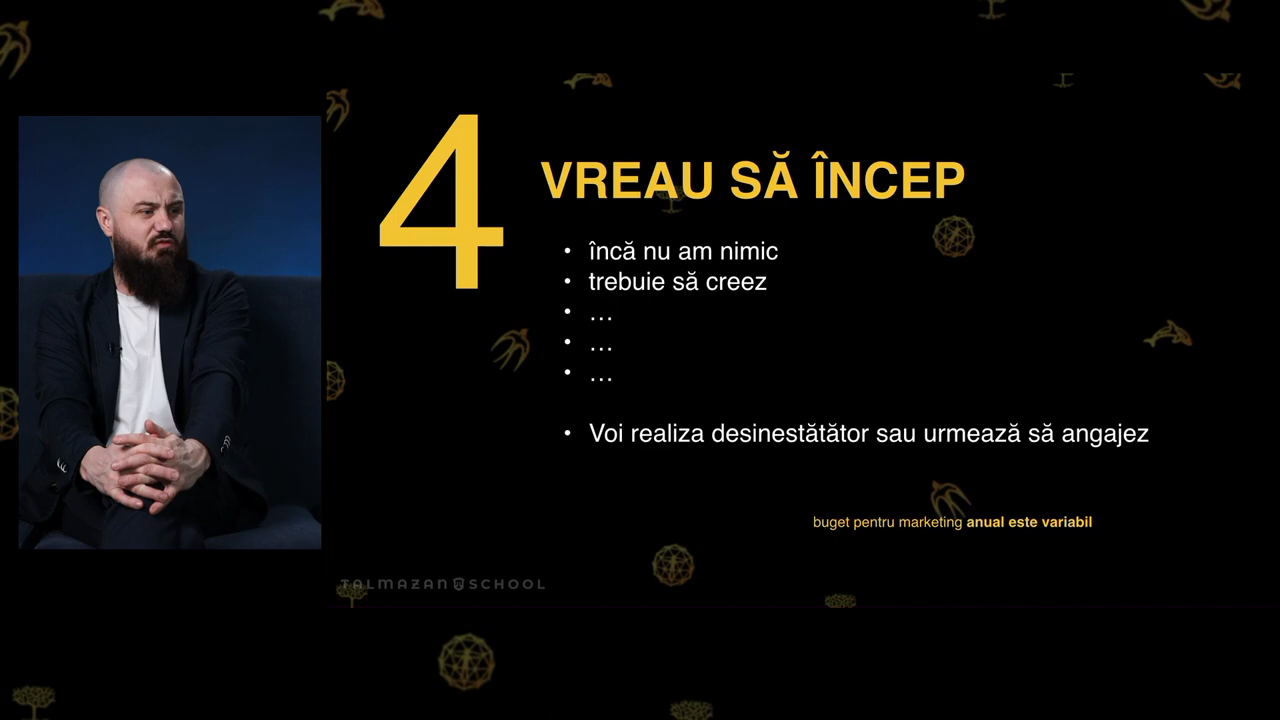 4
VREAU SĂ ÎNCEP
• încă nu am nimic
• trebuie să creez
• ...
• ...
• ...
• Voi realiza desinestătător sau urmează să angajez
buget pentru marketing anual este variabil
TALMAZAN SCHOOL